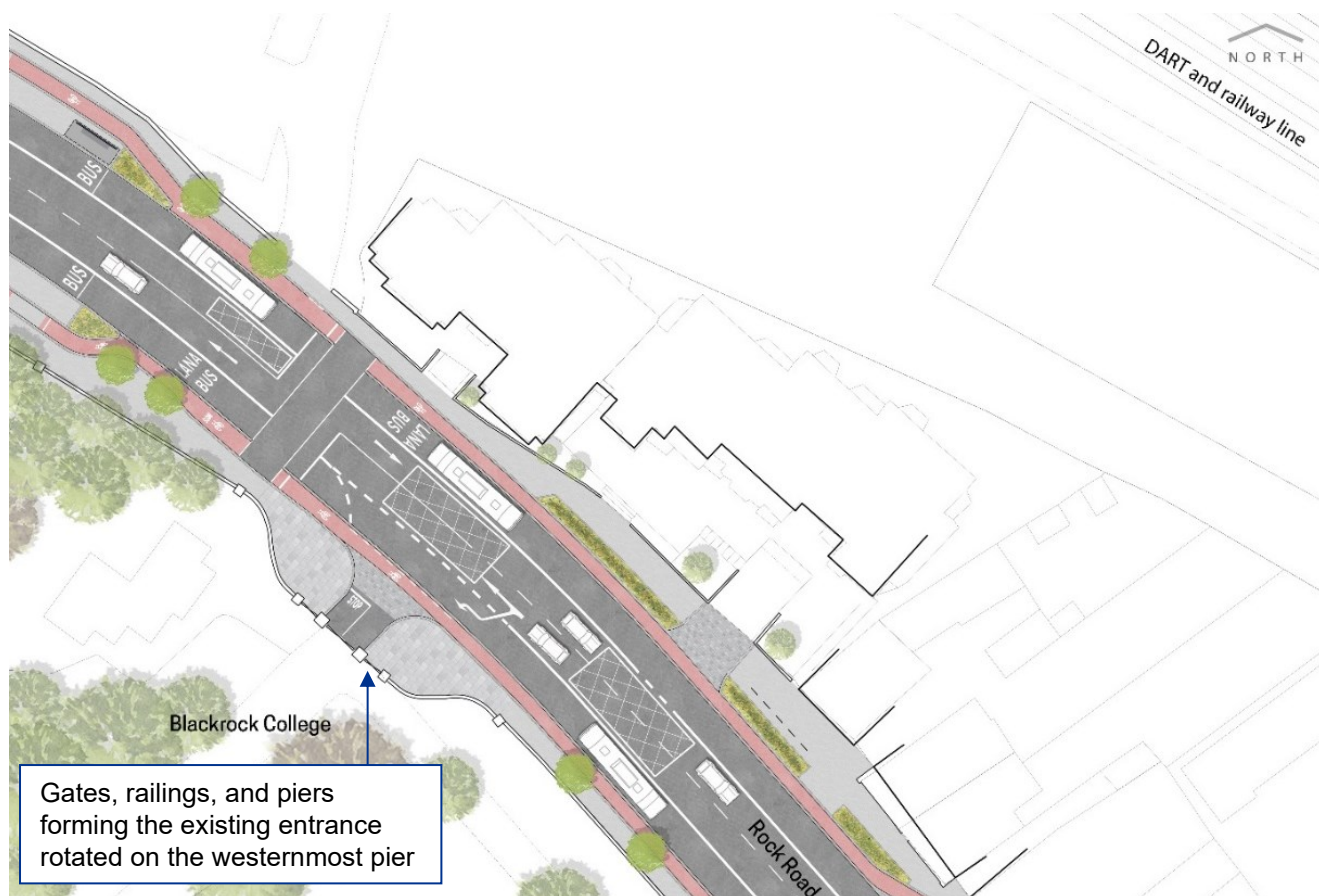 NORTH
DART and railway line
BUS
BUS
LANA
BUS
BUS
LANA
STOP
Blackrock College
Gates, railings, and piers
forming the existing entrance
rotated on the westernmost pier
Rock Road